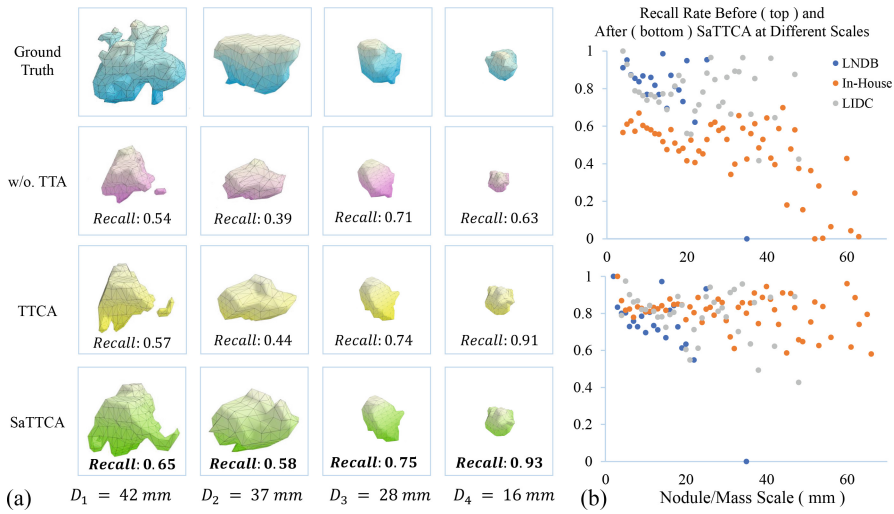 Ground
Truth
w/o. TTA
Recall: 0.54
Recall: 0.39
Recall: 0.71
Recall: 0.63
TTCA
Recall: 0.57
Recall: 0.44
Recall: 0.74
Recall: 0.91
SaTTCA
Recall: 0.65
Recall: 0.58
Recall: 0.75
Recall: 0.93
(a)
D₁ = 42 mm
D₂ = 37 mm
D₃ = 28 mm
D₄ = 16 mm
Recall Rate Before ( top ) and
After ( bottom ) SaTTCA at Different Scales
LNDB
In-House
LIDC
1
0.8
0.6
0.4
0.2
0
0 20 40 60
1
0.8
0.6
0.4
0.2
0
0 20 40 60
(b)
Nodule/Mass Scale ( mm )